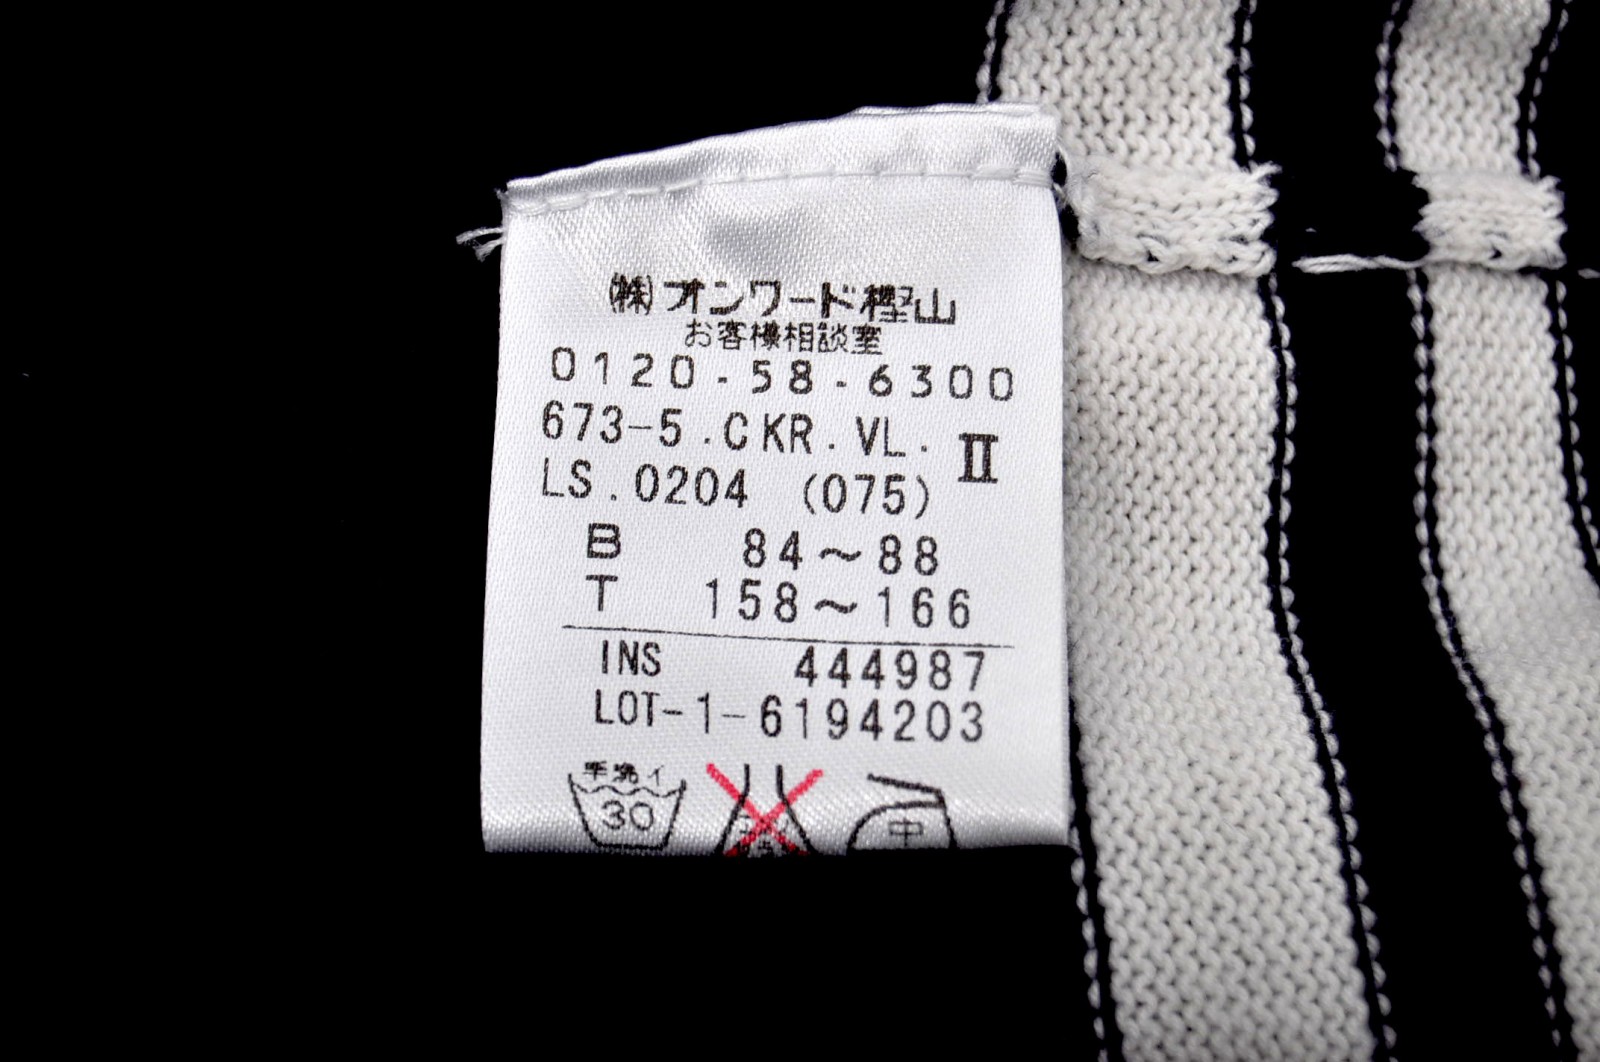 ㈱オンワード樫山
お客様相談室
0120-58-6300
673-5.CKR.VL. Ⅱ
LS.0204 (075)
B 84～88
T 158～166
INS 444987
LOT-1-6194203
手洗イ
30
中